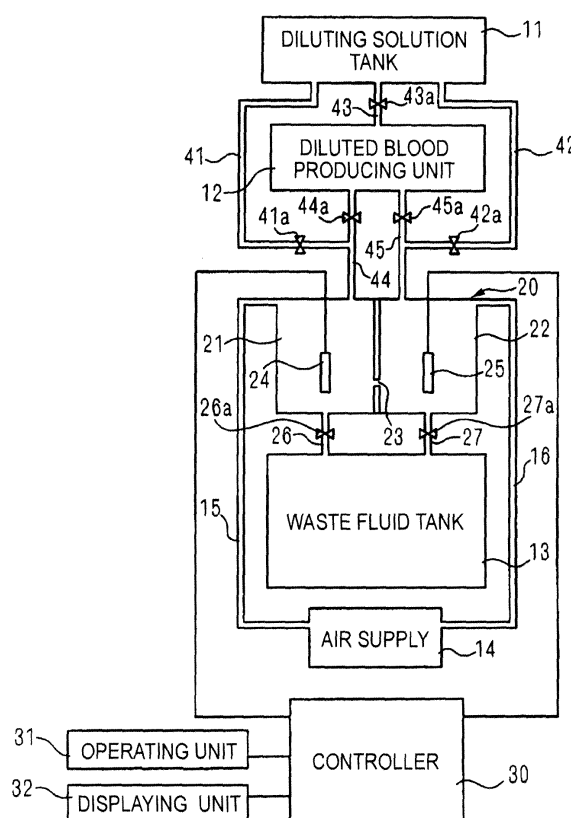 DILUTING SOLUTION
TANK
11
43a
43
41
42
DILUTED BLOOD
PRODUCING UNIT
12
44a
45a
41a
42a
45
44
20
21
22
24
25
26a
23
27a
26
27
16
15
WASTE FLUID TANK
13
AIR SUPPLY
14
31
OPERATING UNIT
CONTROLLER
30
32
DISPLAYING UNIT